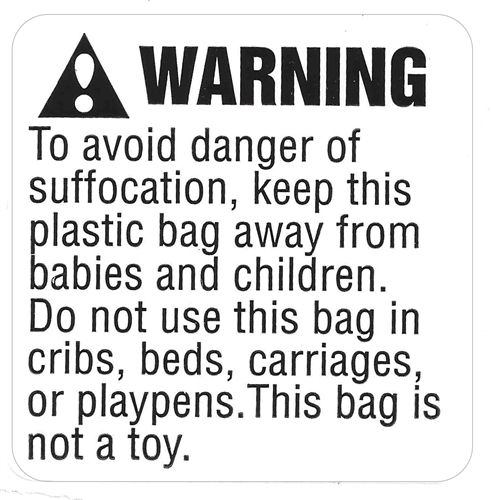 WARNING
To avoid danger of
suffocation, keep this
plastic bag away from
babies and children.
Do not use this bag in
cribs, beds, carriages,
or playpens.This bag is
not a toy.